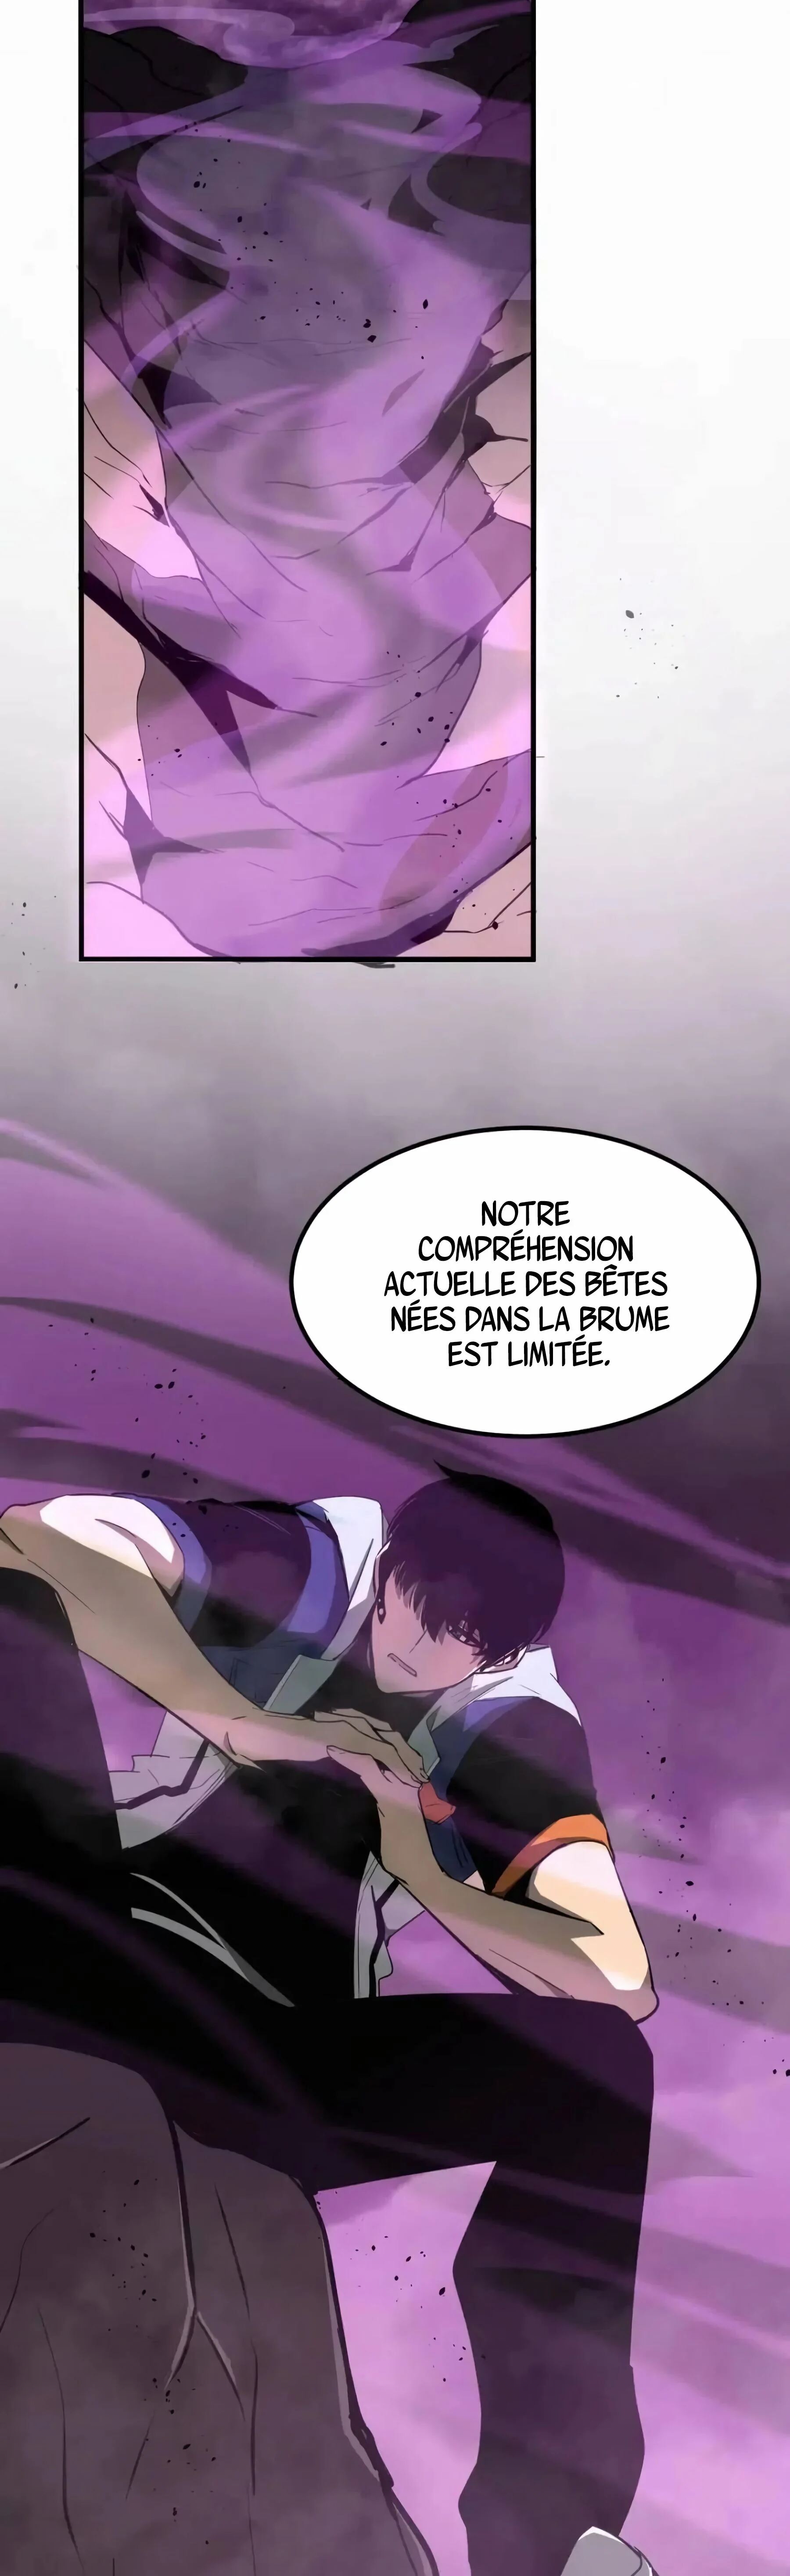 NOTRE
COMPRÉHENSION
ACTUELLE DES BÊTES
NÉES DANS LA BRUME
EST LIMITÉE.